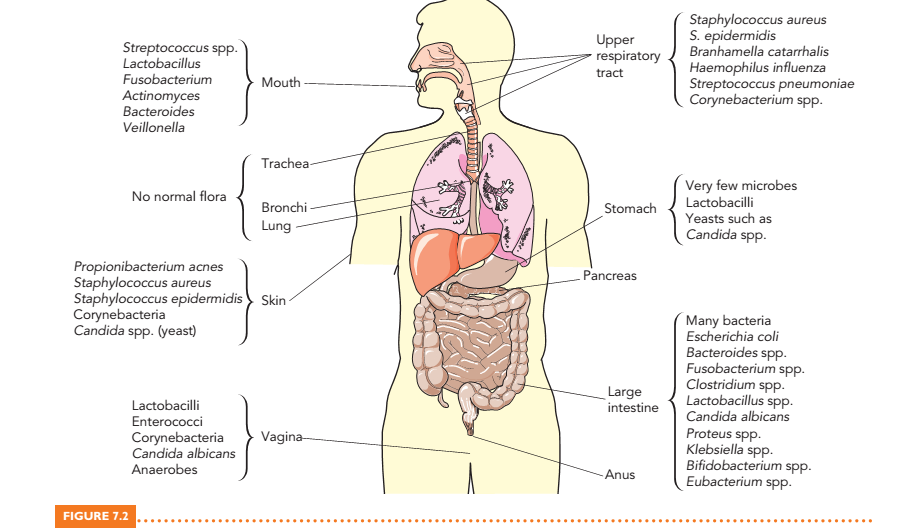 Streptococcus spp.
Lactobacillus
Fusobacterium
Actinomyces
Bacteroides
Veillonella
Mouth
Upper
respiratory
tract
Staphylococcus aureus
S. epidermidis
Branhamella catarrhalis
Haemophilus influenza
Streptococcus pneumoniae
Corynebacterium spp.
No normal flora
Trachea
Bronchi
Lung
Stomach
Very few microbes
Lactobacilli
Yeasts such as
Candida spp.
Propionibacterium acnes
Staphylococcus aureus
Staphylococcus epidermidis
Corynebacteria
Candida spp. (yeast)
Skin
Pancreas
Large
intestine
Many bacteria
Escherichia coli
Bacteroides spp.
Fusobacterium spp.
Clostridium spp.
Lactobacillus spp.
Candida albicans
Proteus spp.
Klebsiella spp.
Bifidobacterium spp.
Eubacterium spp.
Lactobacilli
Enterococci
Corynebacteria
Candida albicans
Anaerobes
Vagina
Anus
FIGURE 7.2